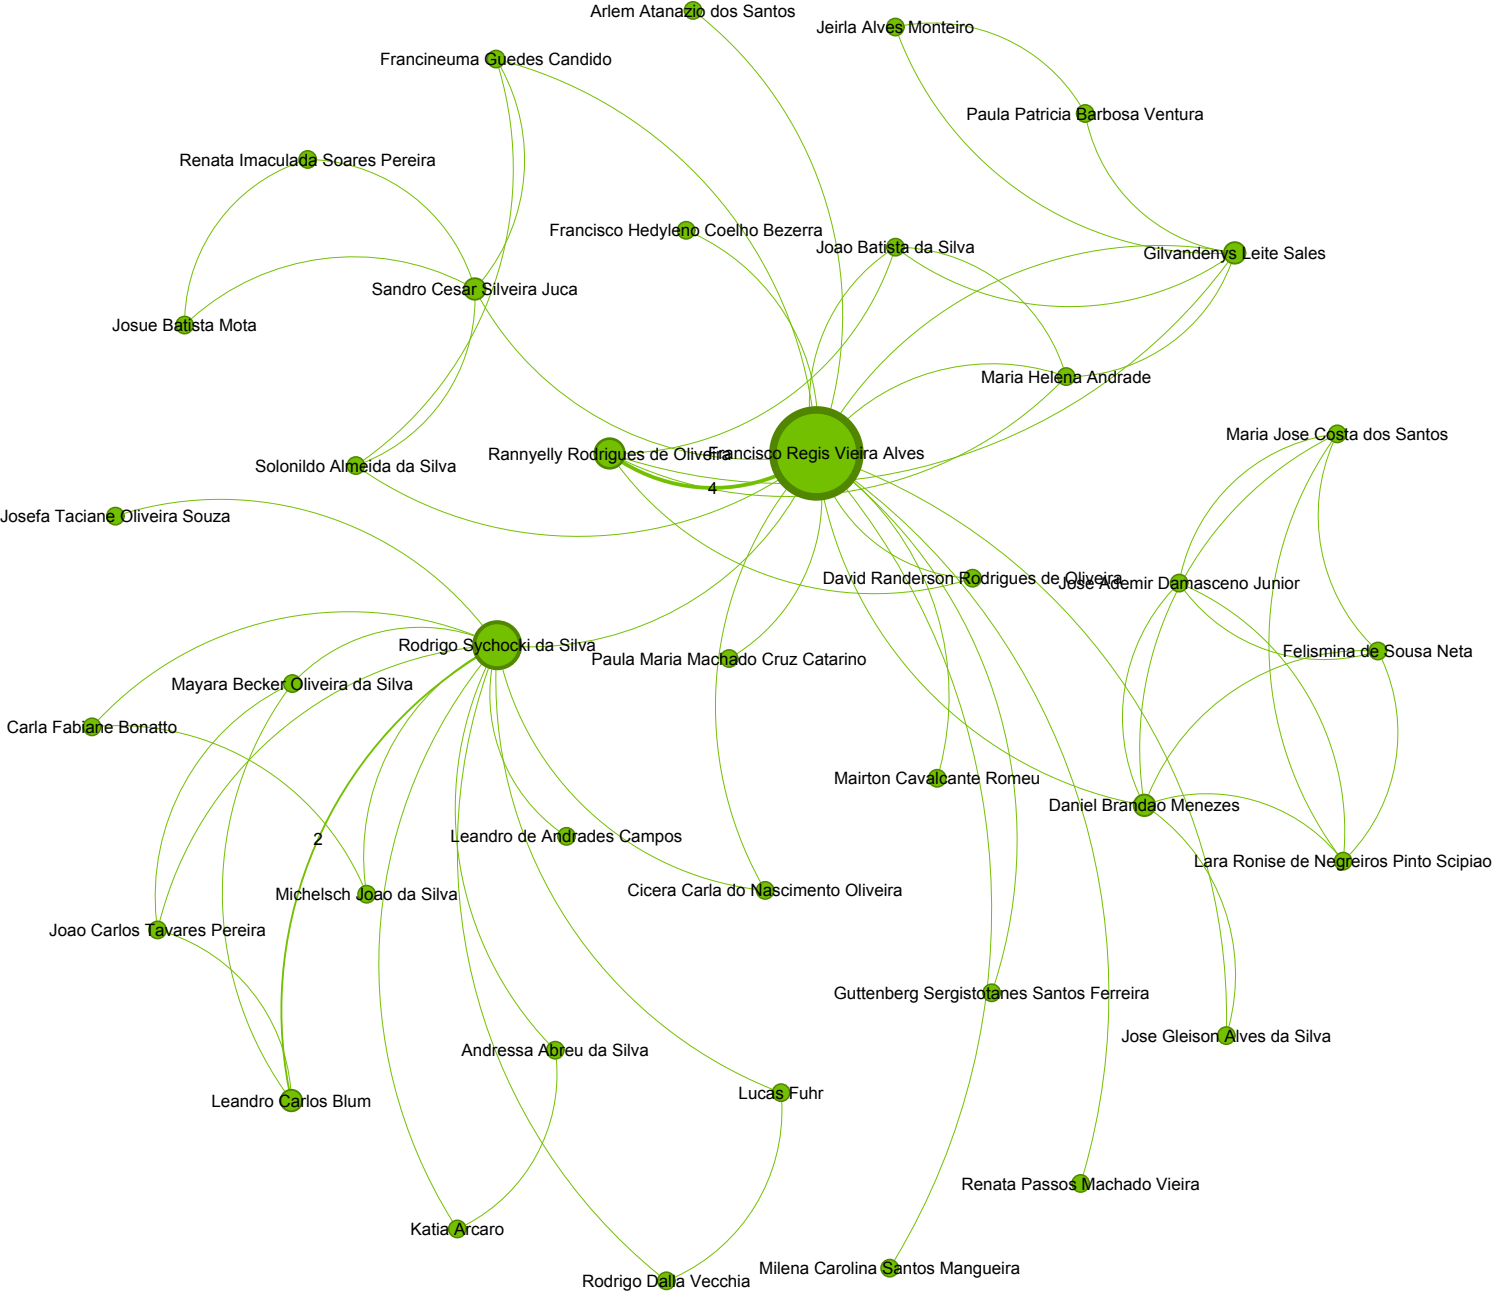 Arlem Atanazio dos Santos
Jeirla Alves Monteiro
Francineuma Guedes Candido
Paula Patricia Barbosa Ventura
Renata Imaculada Soares Pereira
Francisco Hedyleno Coelho Bezerra
Joao Batista da Silva
Gilvandenys Leite Sales
Sandro Cesar Silveira Juca
Josue Batista Mota
Maria Helena Andrade
Maria Jose Costa dos Santos
Rannyelly Rodrigues de Oliveira
Francisco Regis Vieira Alves
Solonildo Almeida da Silva
4
Josefa Taciane Oliveira Souza
David Randerson Rodrigues de Oliveira
Jose Ademir Damasceno Junior
Rodrigo Sychocki da Silva
Paula Maria Machado Cruz Catarino
Felismina de Sousa Neta
Mayara Becker Oliveira da Silva
Carla Fabiane Bonatto
Mairton Cavalcante Romeu
Daniel Brandao Menezes
2
Leandro de Andrades Campos
Lara Ronise de Negreiros Pinto Scipiao
Michelsch Joao da Silva
Cicera Carla do Nascimento Oliveira
Joao Carlos Tavares Pereira
Guttenberg Sergistotanes Santos Ferreira
Jose Gleison Alves da Silva
Andressa Abreu da Silva
Lucas Fuhr
Leandro Carlos Blum
Renata Passos Machado Vieira
Katia Arcaro
Milena Carolina Santos Mangueira
Rodrigo Dalla Vecchia